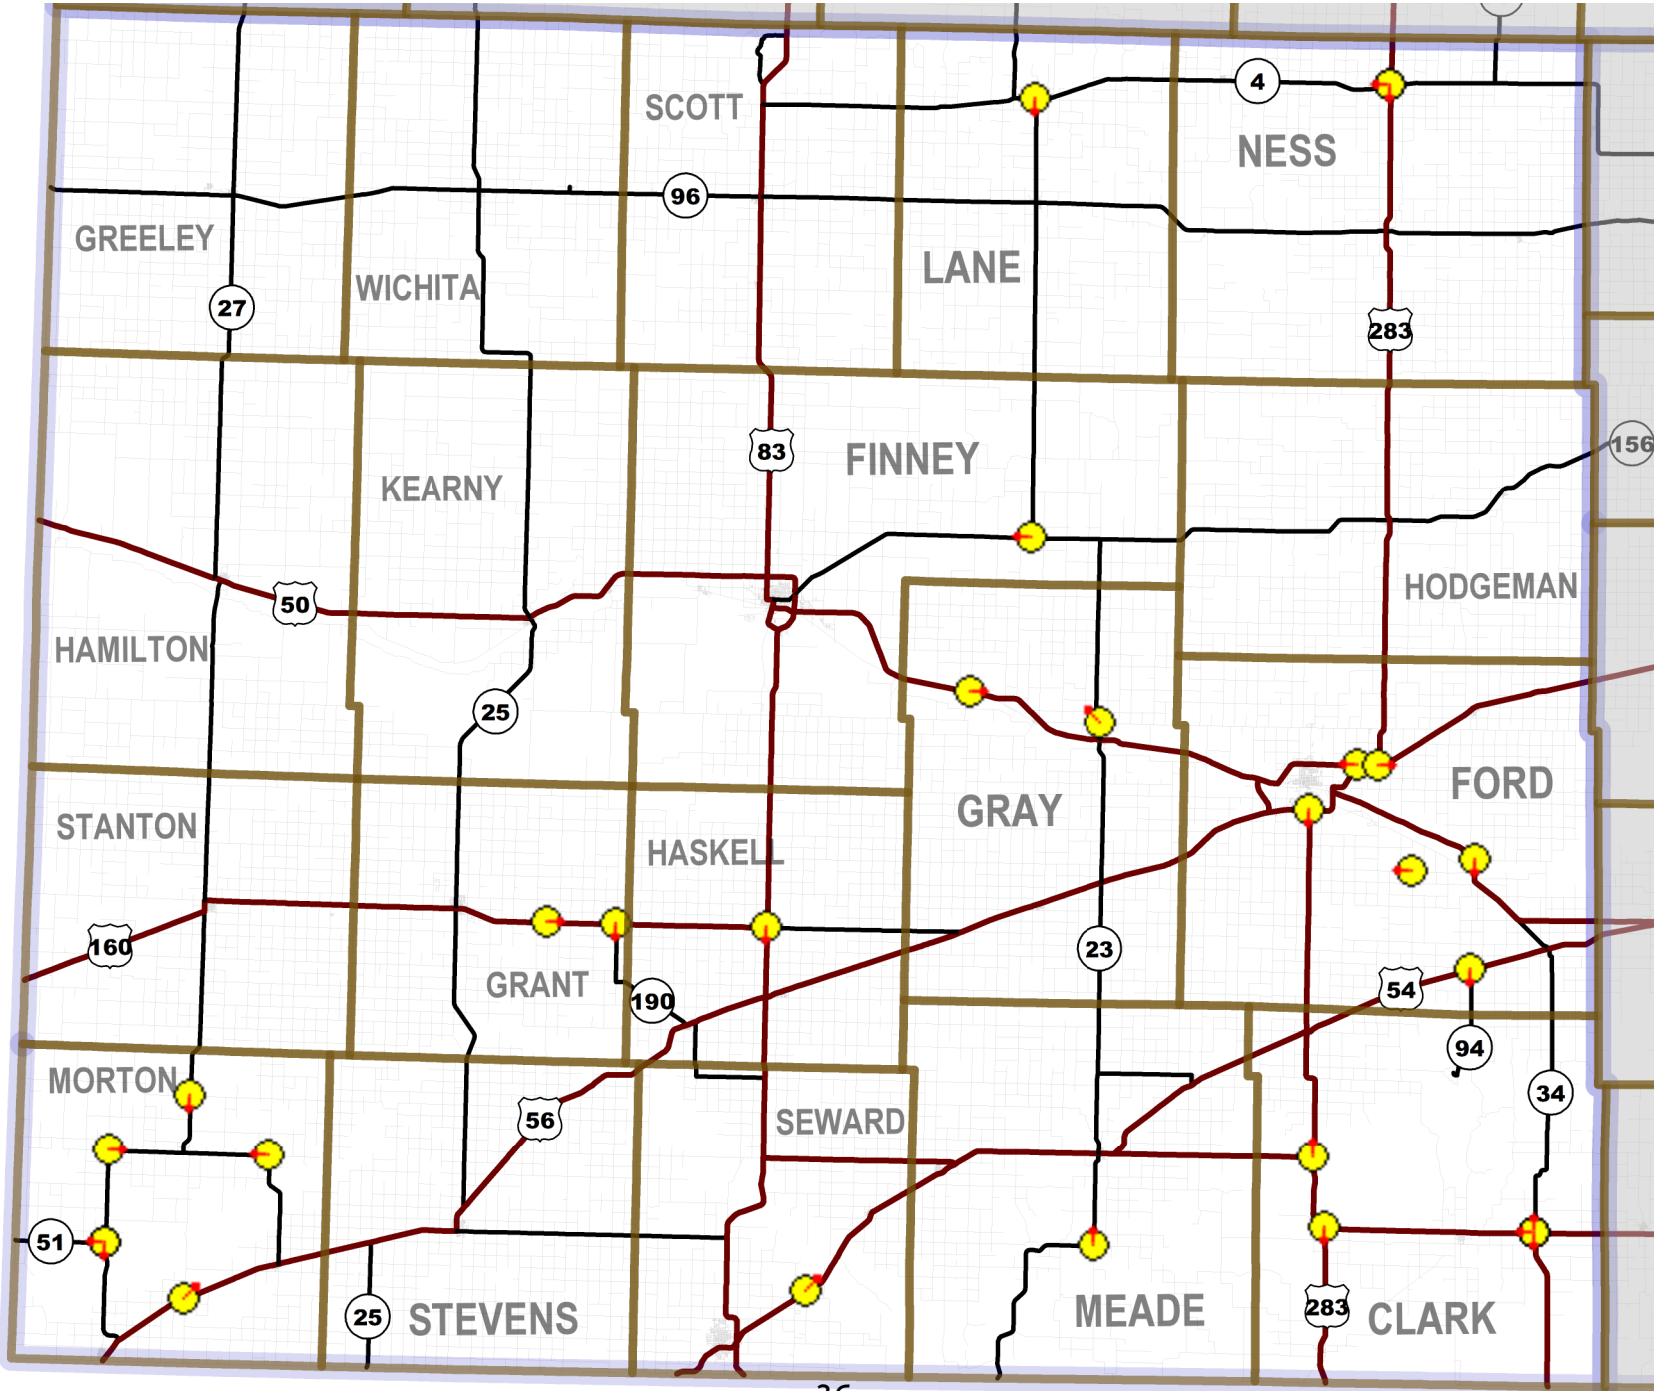 4
SCOTT
NESS
96
GREELEY
LANE
WICHITA
27
283
83
156
FINNEY
KEARNY
HODGEMAN
50
HAMILTON
25
FORD
GRAY
STANTON
HASKELL
160
23
GRANT
54
190
94
MORTON
34
56
SEWARD
51
283
MEADE
25
STEVENS
CLARK